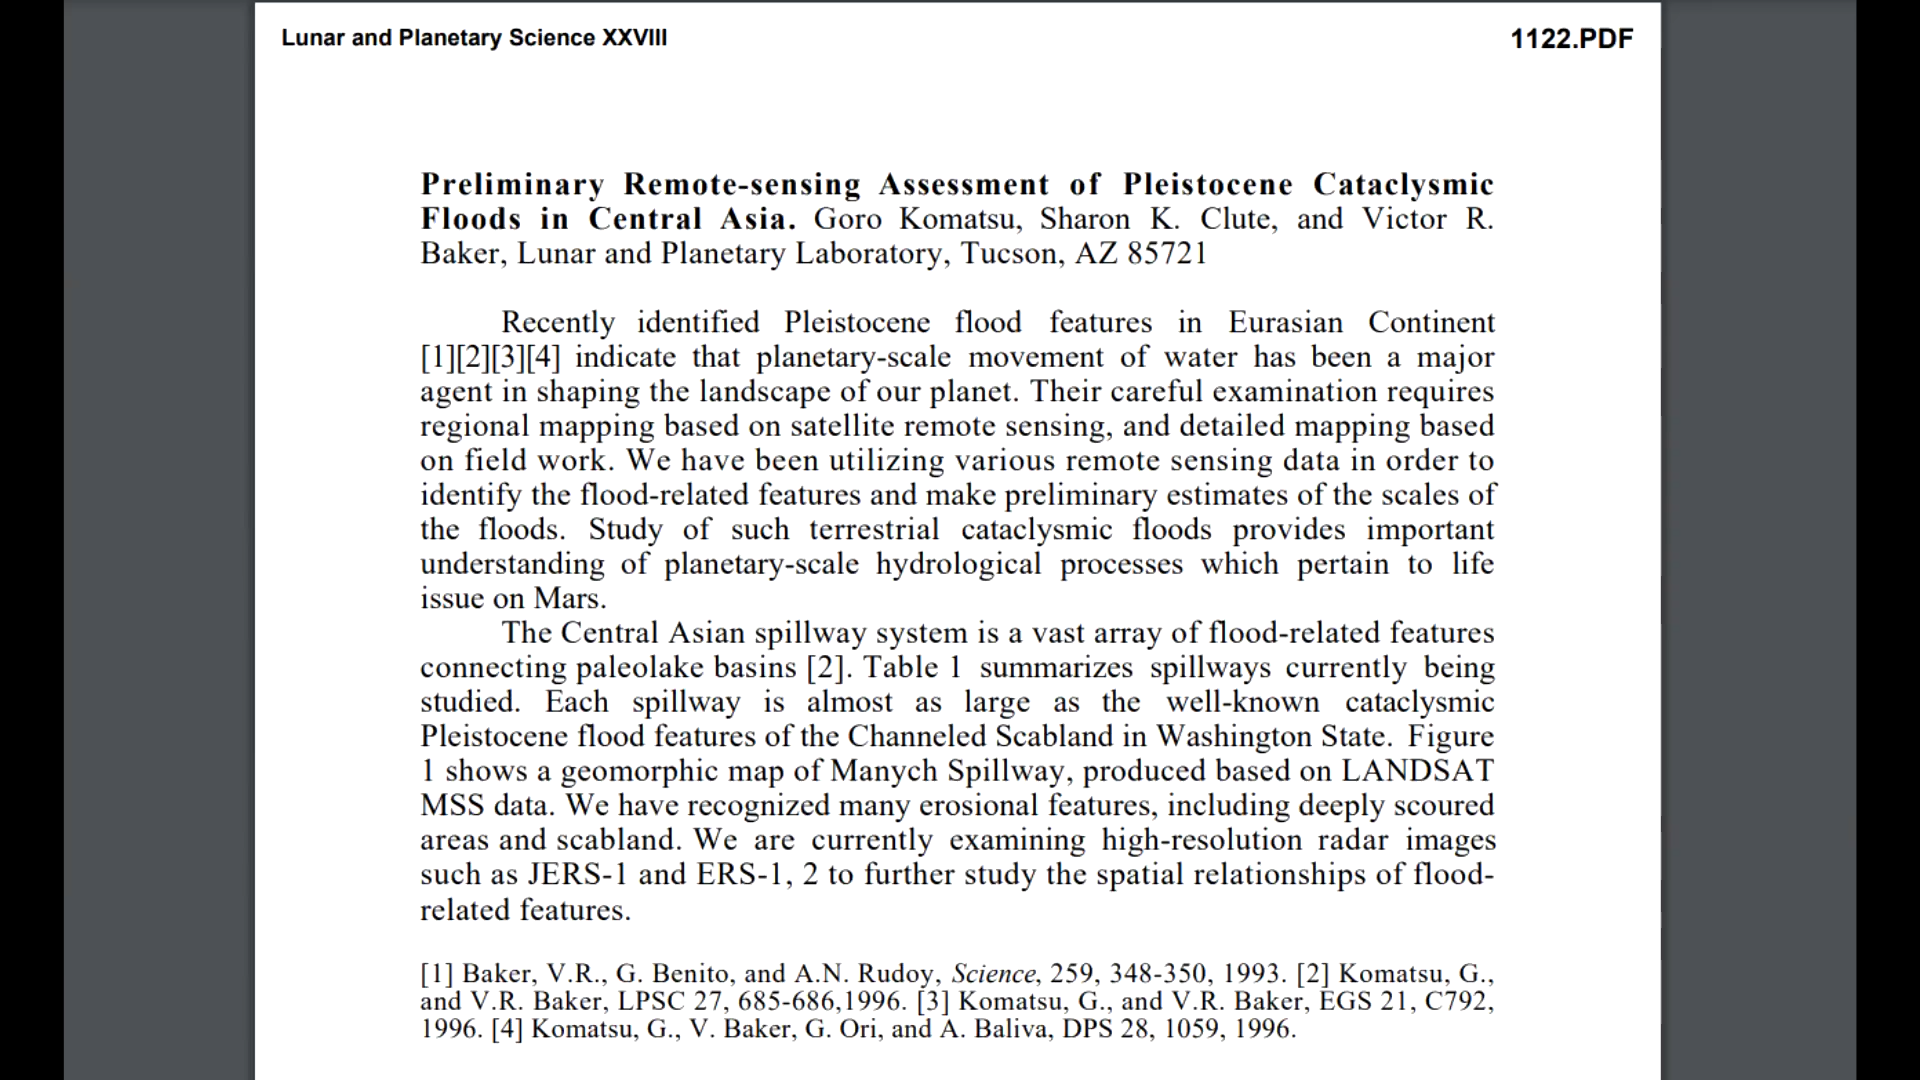 Lunar and Planetary Science XXVIII
1122.PDF
Preliminary Remote-sensing Assessment of Pleistocene Cataclysmic
Floods in Central Asia. Goro Komatsu, Sharon K. Clute, and Victor R.
Baker, Lunar and Planetary Laboratory, Tucson, AZ 85721
Recently identified Pleistocene flood features in Eurasian Continent
[1][2][3][4] indicate that planetary-scale movement of water has been a major
agent in shaping the landscape of our planet. Their careful examination requires
regional mapping based on satellite remote sensing, and detailed mapping based
on field work. We have been utilizing various remote sensing data in order to
identify the flood-related features and make preliminary estimates of the scales of
the floods. Study of such terrestrial cataclysmic floods provides important
understanding of planetary-scale hydrological processes which pertain to life
issue on Mars.
The Central Asian spillway system is a vast array of flood-related features
connecting paleolake basins [2]. Table 1 summarizes spillways currently being
studied. Each spillway is almost as large as the well-known cataclysmic
Pleistocene flood features of the Channeled Scabland in Washington State. Figure
1 shows a geomorphic map of Manych Spillway, produced based on LANDSAT
MSS data. We have recognized many erosional features, including deeply scoured
areas and scabland. We are currently examining high-resolution radar images
such as JERS-1 and ERS-1, 2 to further study the spatial relationships of flood-
related features.
[1] Baker, V.R., G. Benito, and A.N. Rudoy, Science, 259, 348-350, 1993. [2] Komatsu, G.,
and V.R. Baker, LPSC 27, 685-686,1996. [3] Komatsu, G., and V.R. Baker, EGS 21, C792,
1996. [4] Komatsu, G., V. Baker, G. Ori, and A. Baliva, DPS 28, 1059, 1996.